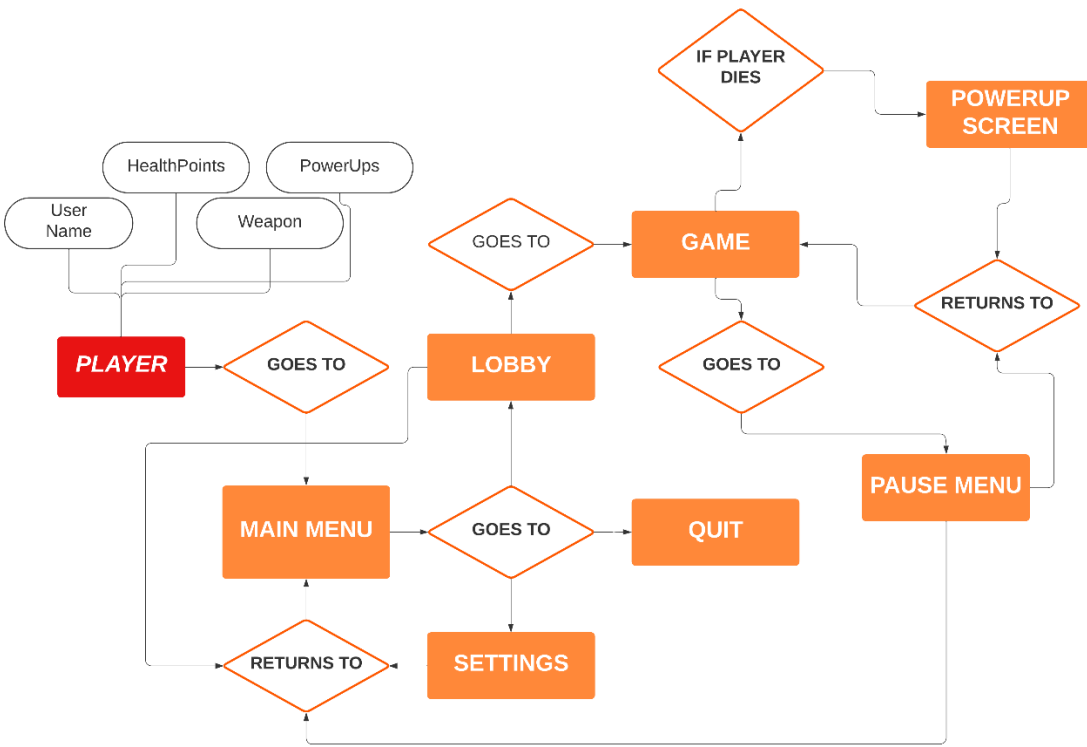 IF PLAYER
DIES
POWERUP
SCREEN
HealthPoints
PowerUps
User
Name
Weapon
GOES TO
GAME
RETURNS TO
PLAYER
GOES TO
LOBBY
GOES TO
PAUSE MENU
MAIN MENU
GOES TO
QUIT
RETURNS TO
SETTINGS